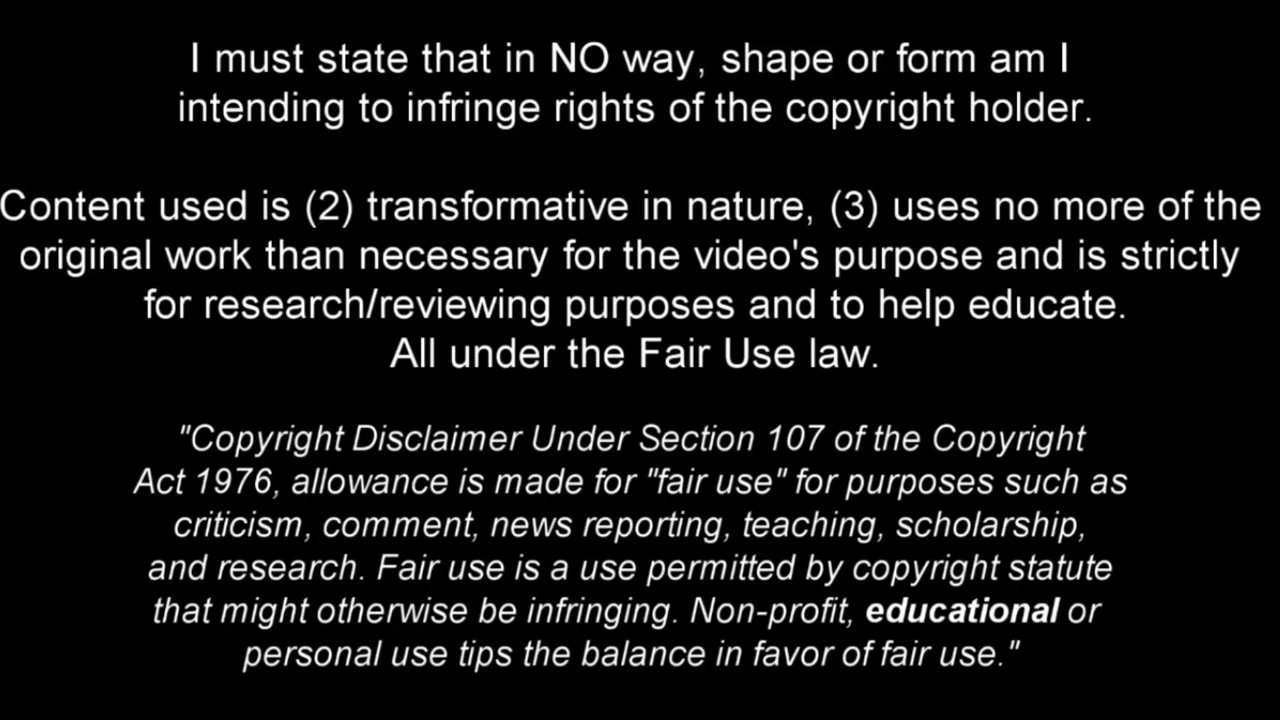 I must state that in NO way, shape or form am I
intending to infringe rights of the copyright holder.
Content used is (2) transformative in nature, (3) uses no more of the
original work than necessary for the video's purpose and is strictly
for research/reviewing purposes and to help educate.
All under the Fair Use law.
"Copyright Disclaimer Under Section 107 of the Copyright
Act 1976, allowance is made for "fair use" for purposes such as
criticism, comment, news reporting, teaching, scholarship,
and research. Fair use is a use permitted by copyright statute
that might otherwise be infringing. Non-profit, educational or
personal use tips the balance in favor of fair use."